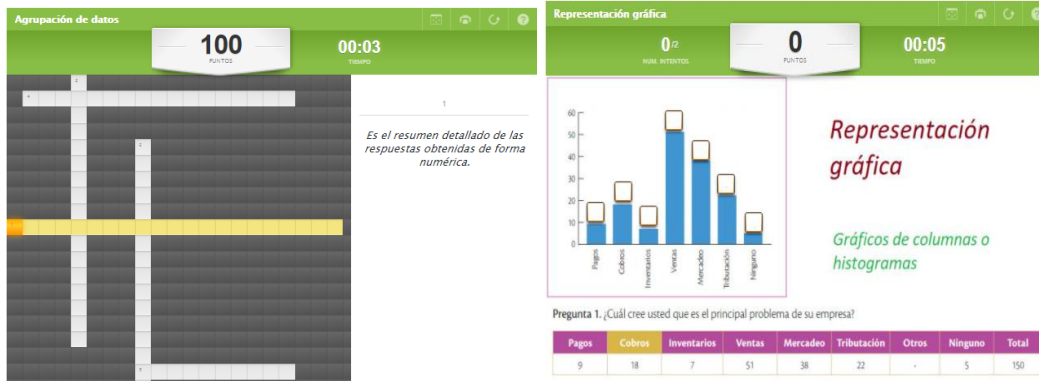 Agrupación de datos
100
PUNTOS
00:03
TIEMPO
1
Es el resumen detallado de las
respuestas obtenidas de forma
numérica.
Representación gráfica
0/2
NUM. INTENTOS
0
PUNTOS
00:05
TIEMPO
60
50
40
30
20
10
0
Pagos
Cobros
Inventarios
Ventas
Mercadeo
Tributación
Ninguno
Representación
gráfica
Gráficos de columnas o
histogramas
Pregunta 1. ¿Cuál cree usted que es el principal problema de su empresa?
Pagos Cobros Inventarios Ventas Mercadeo Tributación Otros Ninguno Total
9 18 7 51 38 22 - 5 150